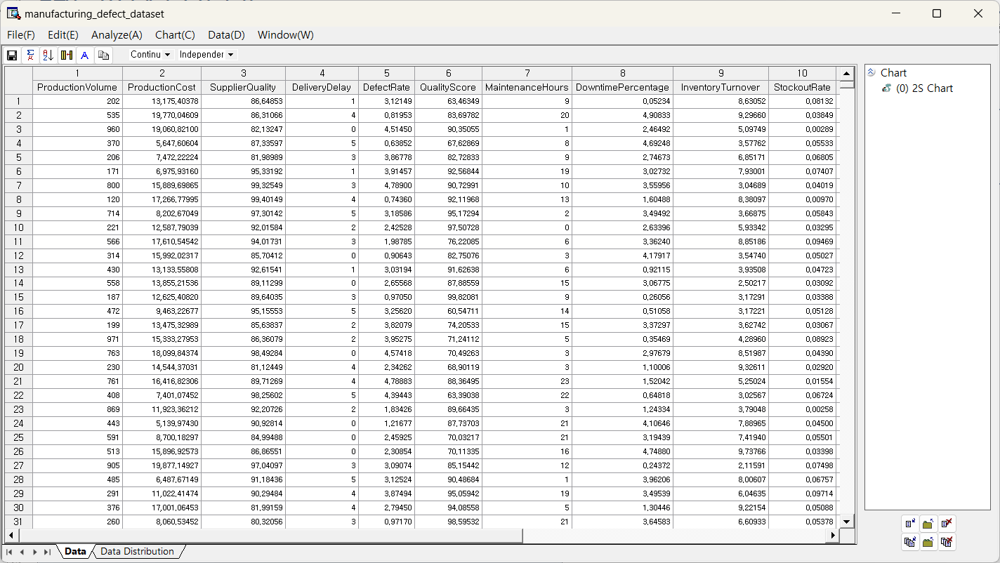 manufacturing_defect_dataset
File(F) Edit(E) Analyze(A) Chart(C) Data(D) Window(W)
Continu Independer
1 2 3 4 5 6 7 8 9 10
ProductionVolume ProductionCost SupplierQuality DeliveryDelay DefectRate QualityScore MaintenanceHours DowntimePercentage InventoryTurnover StockoutRate
1 202 13,175,40378 86,64853 1 3,12149 63,46349 9 0,05234 8,63052 0,08132
2 535 19,770,04609 86,31066 4 0,81953 83,69782 20 4,90833 9,29660 0,03849
3 960 19,060,82100 82,13247 0 4,51450 90,35055 1 2,46492 5,09749 0,00289
4 370 5,647,60604 87,33597 5 0,63852 67,62869 8 4,69248 3,57762 0,05533
5 206 7,472,22224 81,98989 3 3,86778 82,72833 9 2,74673 6,85171 0,06805
6 171 6,975,93160 95,33192 1 3,91457 92,56844 19 3,02732 7,93001 0,07407
7 800 15,889,69865 99,32549 3 4,78900 90,72991 10 3,55956 3,04689 0,04019
8 120 17,266,77995 99,40149 4 0,74360 92,11968 13 1,60488 8,38097 0,00970
9 714 8,202,67049 97,30142 5 3,18586 95,17294 2 3,49492 3,66875 0,05843
10 221 12,587,79039 92,01584 2 2,42528 97,50728 0 2,63396 5,93342 0,03295
11 566 17,610,54542 94,01731 3 1,98785 76,22085 6 3,36240 8,85186 0,09469
12 314 15,992,02317 85,70412 0 0,90643 82,75076 3 4,17917 3,54740 0,05027
13 430 13,133,55808 92,61541 1 3,03194 91,62638 6 0,92115 3,93508 0,04723
14 558 13,855,21536 89,11299 0 2,65568 87,88559 15 3,06775 2,50217 0,03092
15 187 12,625,40820 89,64035 3 0,97050 99,82081 9 0,26056 3,17291 0,03388
16 472 9,463,22677 95,15553 5 3,25620 60,54711 14 0,51058 3,17221 0,05128
17 199 13,475,32989 85,63837 2 3,82079 74,20533 15 3,37297 3,62742 0,03067
18 971 15,333,27953 86,36079 2 3,95275 71,24112 5 0,35469 4,28960 0,08923
19 763 18,099,84374 98,49284 0 4,57418 70,49263 3 2,97679 8,51987 0,04390
20 230 14,544,37031 81,12449 4 2,34262 68,90119 3 1,10006 9,32611 0,02920
21 761 16,416,82306 89,71269 4 4,78883 88,36495 23 1,52042 5,25024 0,01554
22 408 7,401,07452 98,25602 5 4,39443 63,39038 22 0,64818 3,02567 0,06724
23 869 11,923,36212 92,20726 2 1,83426 89,66435 3 1,24334 3,79048 0,00258
24 443 5,139,97430 90,92814 0 1,21677 87,73703 21 4,10646 7,88965 0,04500
25 591 8,700,18297 84,99488 0 2,45925 70,03217 21 3,19439 7,41940 0,05501
26 513 15,896,92573 86,86551 0 2,30854 70,11335 16 4,74880 9,73766 0,03398
27 905 19,877,14927 97,04097 3 3,09074 85,15442 12 0,24372 2,11591 0,07498
28 485 6,487,67149 91,18436 5 3,12524 90,48684 1 3,96206 8,00607 0,06757
29 291 11,022,41474 90,29484 4 3,87494 95,05942 19 3,49539 6,04635 0,09714
30 376 17,001,06453 81,99159 4 2,79450 94,08558 5 1,30446 9,22154 0,05088
31 260 8,060,53452 80,32056 3 0,97170 98,59532 21 3,64583 6,60933 0,05378
Chart
(0) 2S Chart
Data Data Distribution